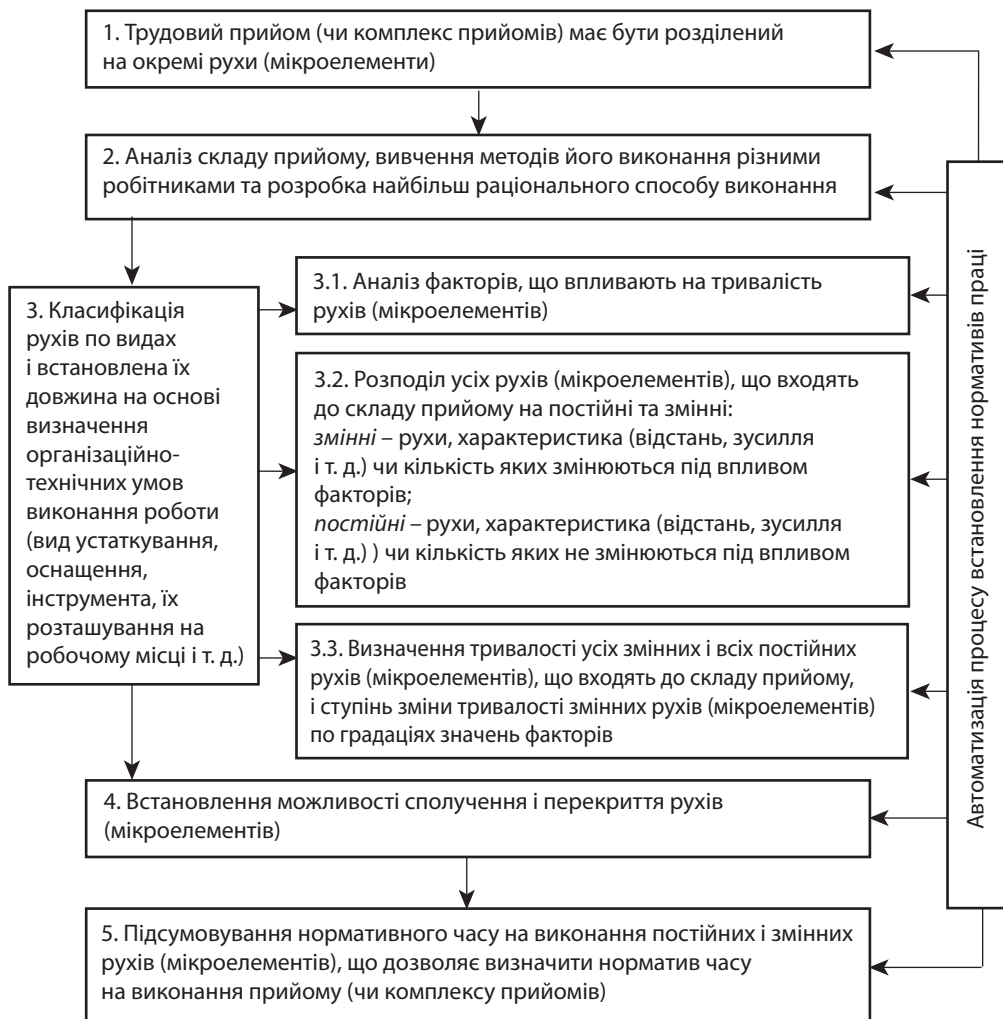 1. Трудовий прийом (чи комплекс прийомів) має бути розділений
на окремі рухи (мікроелементи)
2. Аналіз складу прийому, вивчення методів його виконання різними
робітниками та розробка найбільш раціонального способу виконання
3. Класифікація
рухів по видах
і встановлена їх
довжина на основі
визначення
організаційно-
технічних умов
виконання роботи
(вид устаткування,
оснащення,
інструмента, їх
розташування на
робочому місці і т. д.)
3.1. Аналіз факторів, що впливають на тривалість
рухів (мікроелементів)
3.2. Розподіл усіх рухів (мікроелементів), що входять
до складу прийому на постійні та змінні:
змінні – рухи, характеристика (відстань, зусилля
і т. д.) чи кількість яких змінюються під впливом
факторів;
постійні – рухи, характеристика (відстань, зусилля
і т. д.) ) чи кількість яких не змінюються під впливом
факторів
3.3. Визначення тривалості усіх змінних і всіх постійних
рухів (мікроелементів), що входять до складу прийому,
і ступінь зміни тривалості змінних рухів (мікроелементів)
по градаціях значень факторів
4. Встановлення можливості сполучення і перекриття рухів
(мікроелементів)
5. Підсумовування нормативного часу на виконання постійних і змінних
рухів (мікроелементів), що дозволяє визначити норматив часу
на виконання прийому (чи комплексу прийомів)
Автоматизація процесу встановлення нормативів праці